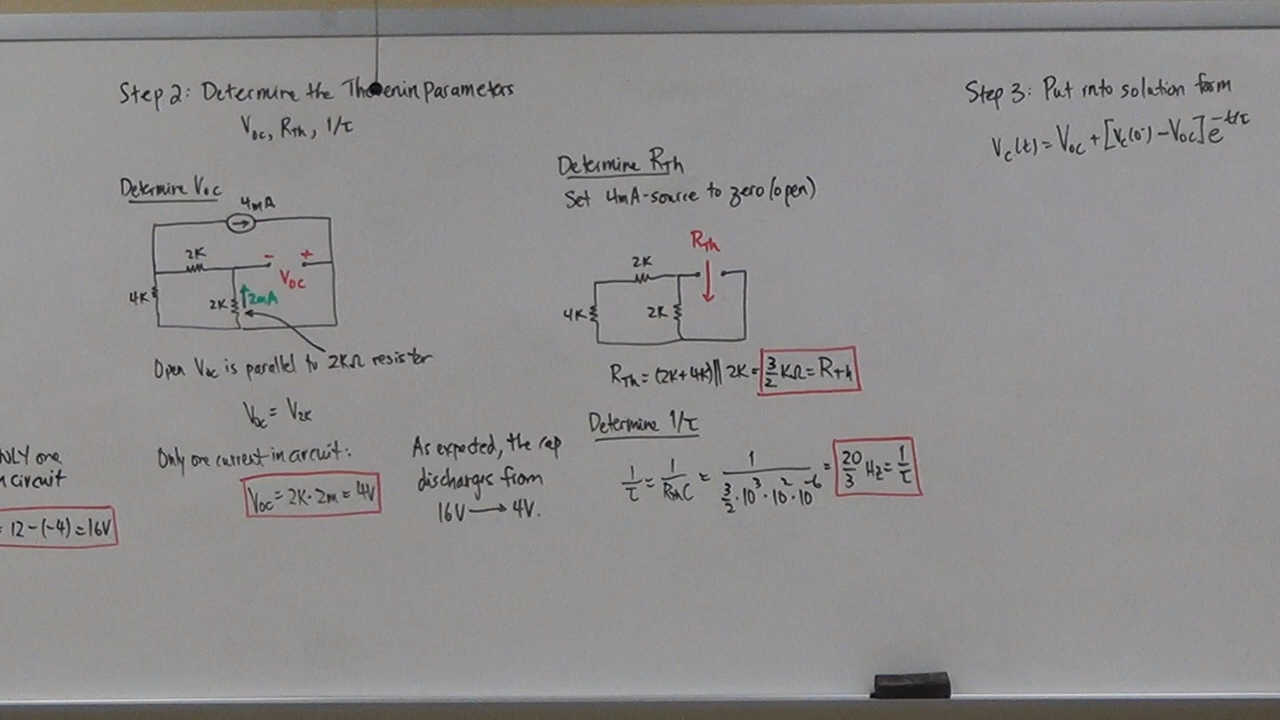 Step 2: Determine the Thevenin Parameters
Voc, RTh, 1/τ
Determine Voc
4mA
2K
- +
Voc
4K
2K
2mA
Open Voc is parallel to 2KΩ resistor
Voc = V2K
Only one current in circuit:
Voc = 2K·2m = 4V
NLY one
circuit
= 12-(-4) = 16V
As expected, the cap
discharges from
16V → 4V.
Determine RTh
Set 4mA-source to zero (open)
RTh
2K
4K
2K
RTh = (2K+4K)||2K = 3/2 KΩ = RTh
Determine 1/τ
1/τ = 1/(RThC) = 1/(3/2·10^3·10^2·10^-6) = 20/3 Hz = 1/τ
Step 3: Put into solution form
Vc(t) = Voc + [Vc(0-) - Voc]e^-t/τ